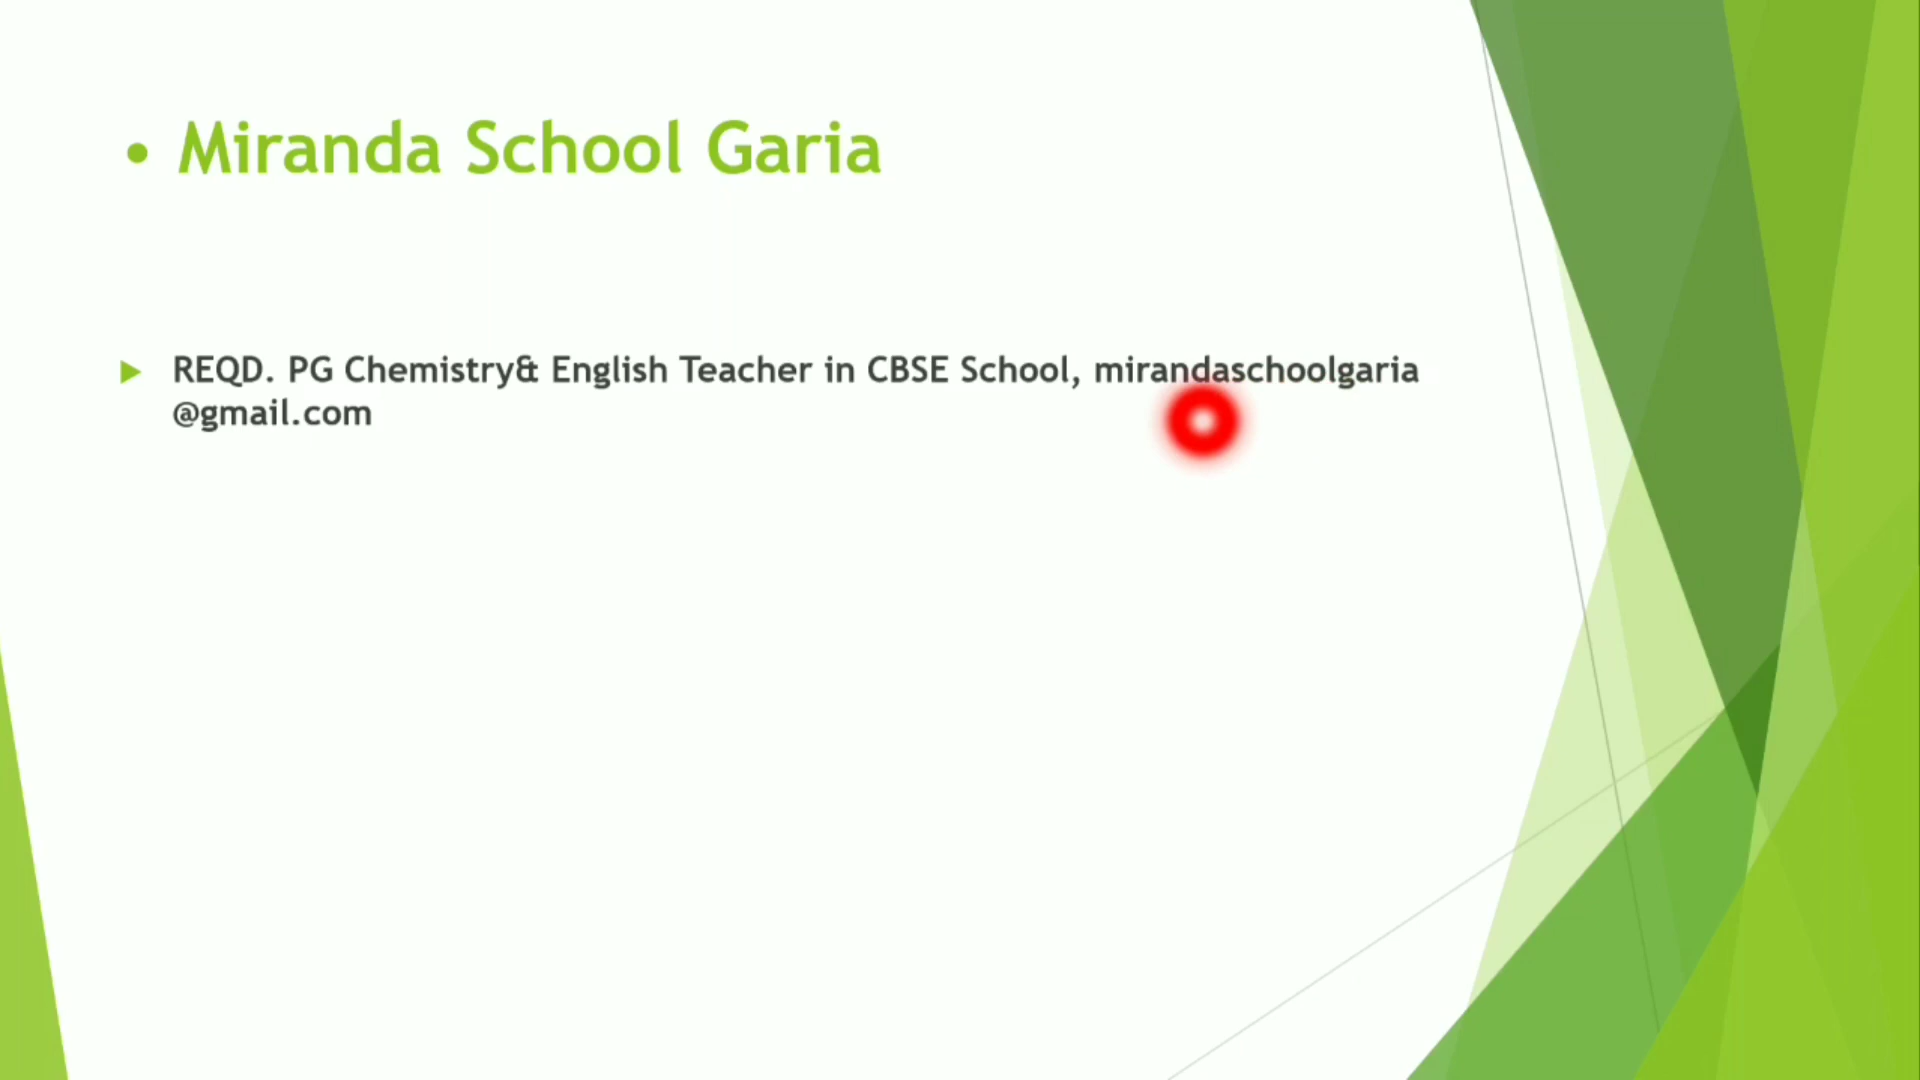 • Miranda School Garia
REQD. PG Chemistry& English Teacher in CBSE School, mirandaschoolgaria
@gmail.com